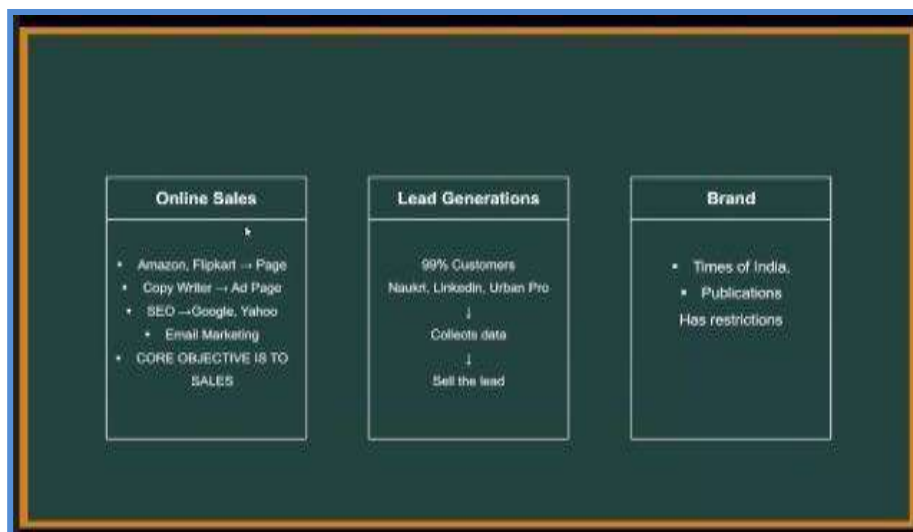 Online Sales
• Amazon, Flipkart → Page
• Copy Writer → Ad Page
• SEO →Google, Yahoo
• Email Marketing
• CORE OBJECTIVE IS TO
SALES
Lead Generations
99% Customers
Naukri, Linkedin, Urban Pro
↓
Collects data
↓
Sell the lead
Brand
• Times of India,
• Publications
Has restrictions